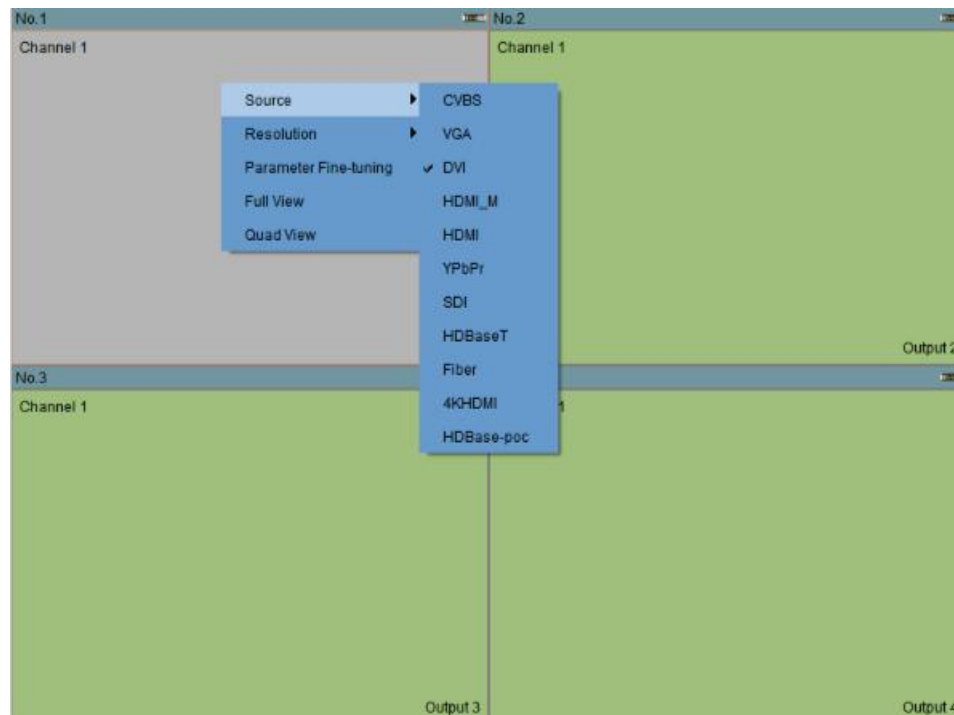 No.1
No.2
Channel 1
Channel 1
Source
Resolution
Parameter Fine-tuning
Full View
Quad View
CVBS
VGA
DVI
HDMI_M
HDMI
YPbPr
SDI
HDBaseT
Fiber
4KHDMI
HDBase-poc
Output 2
No.3
Channel 1
1
Output 3
Output 4